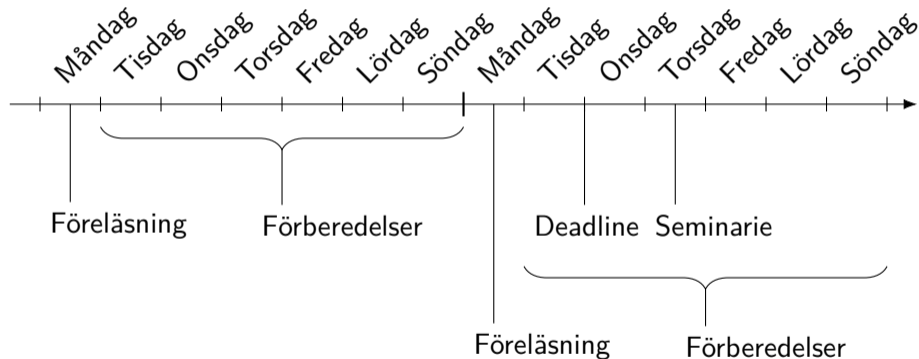 Måndag
Tisdag
Onsdag
Torsdag
Fredag
Lördag
Söndag
Måndag
Tisdag
Onsdag
Torsdag
Fredag
Lördag
Söndag
Föreläsning Förberedelser Deadline Seminarie
Föreläsning Förberedelser